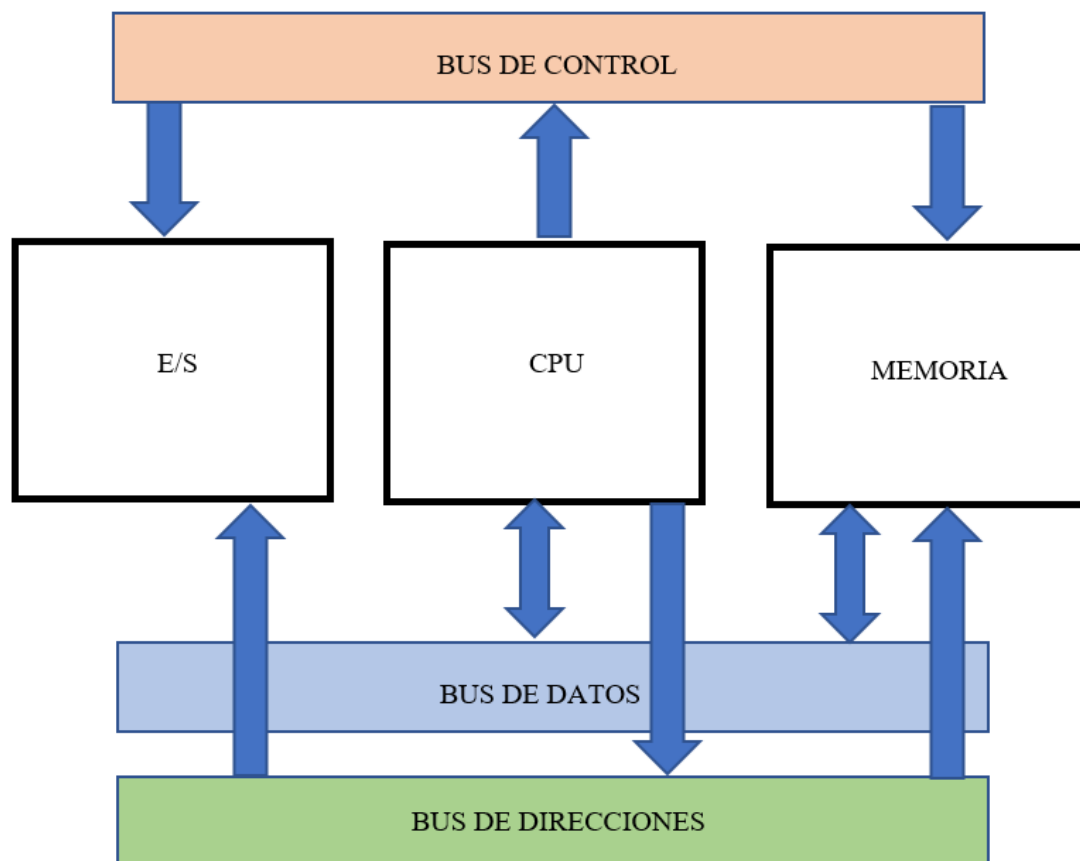 BUS DE CONTROL
E/S
CPU
MEMORIA
BUS DE DATOS
BUS DE DIRECCIONES